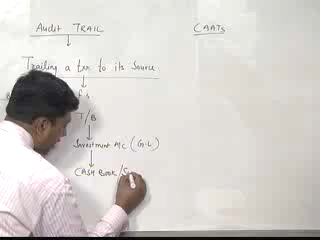 Audit TRAIL
CAATs
Trailing a txn to its Source.
F.S.
T/B
Investment A/C (G.L)
CASH BOOK /